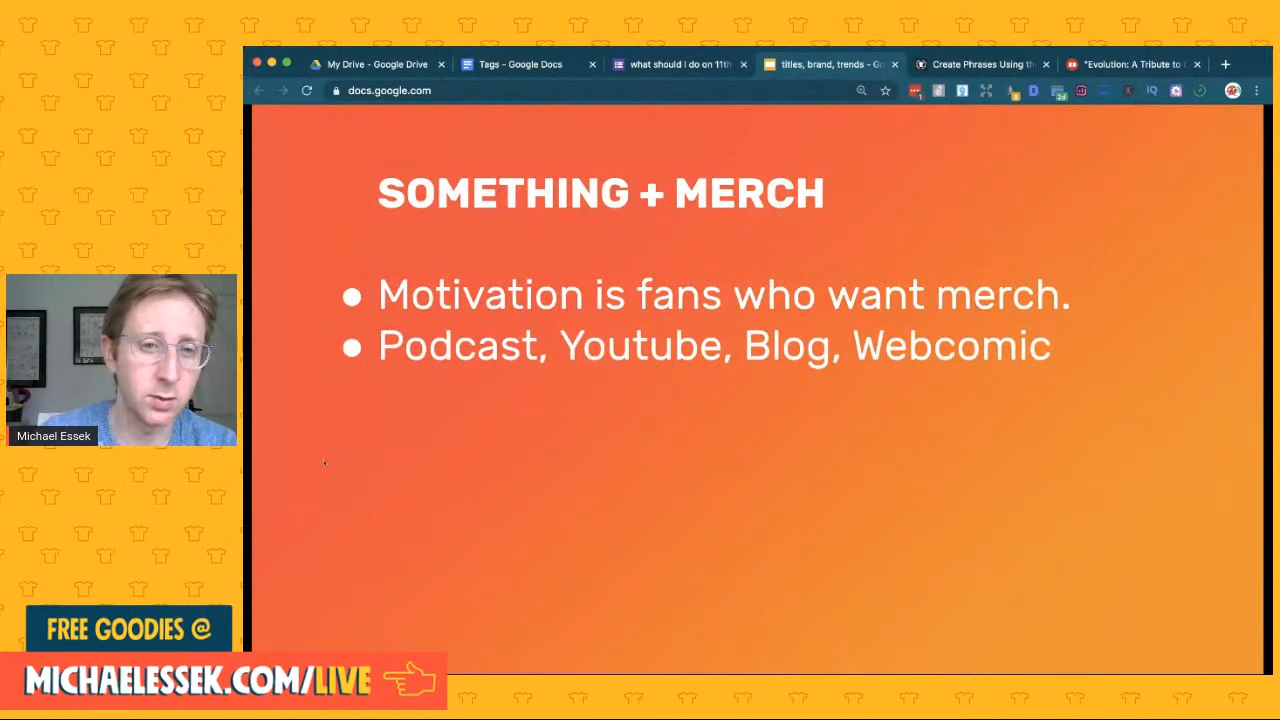 My Drive - Google Drive
Tags - Google Docs
what should I do on 11th
titles, brand, trends - Go
Create Phrases Using th
"Evolution: A Tribute to
docs.google.com
SOMETHING + MERCH
● Motivation is fans who want merch.
● Podcast, Youtube, Blog, Webcomic
Michael Essek
FREE GOODIES @
MICHAELESSEK.COM/LIVE